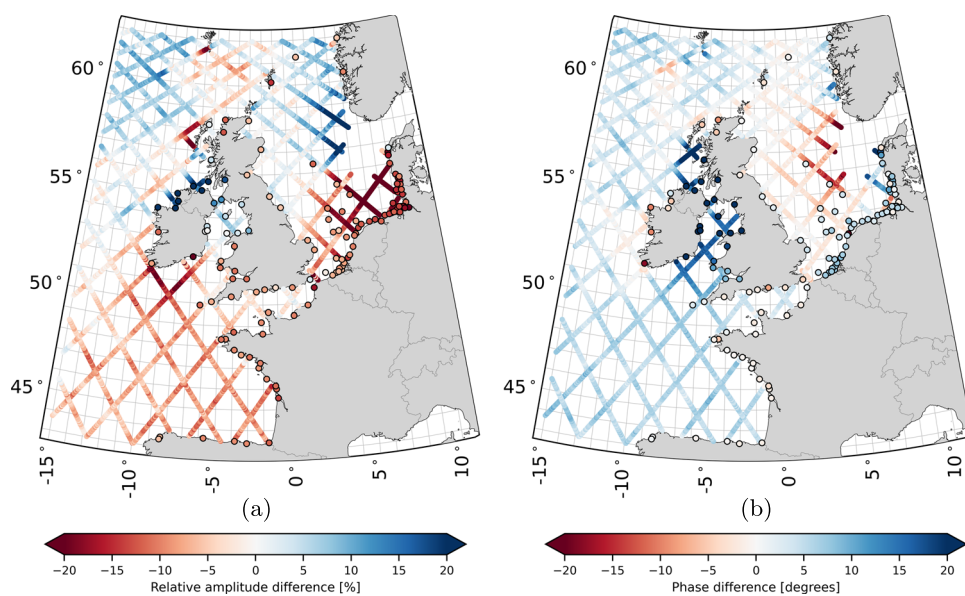 60° 60°
55° 55°
50° 50°
45° 45°
-15 -10 -5 0 5 10 -15 -10 -5 0 5 10
(a) (b)
−20 −15 −10 −5 0 5 10 15 20 −20 −15 −10 −5 0 5 10 15 20
Relative amplitude difference [%] Phase difference [degrees]